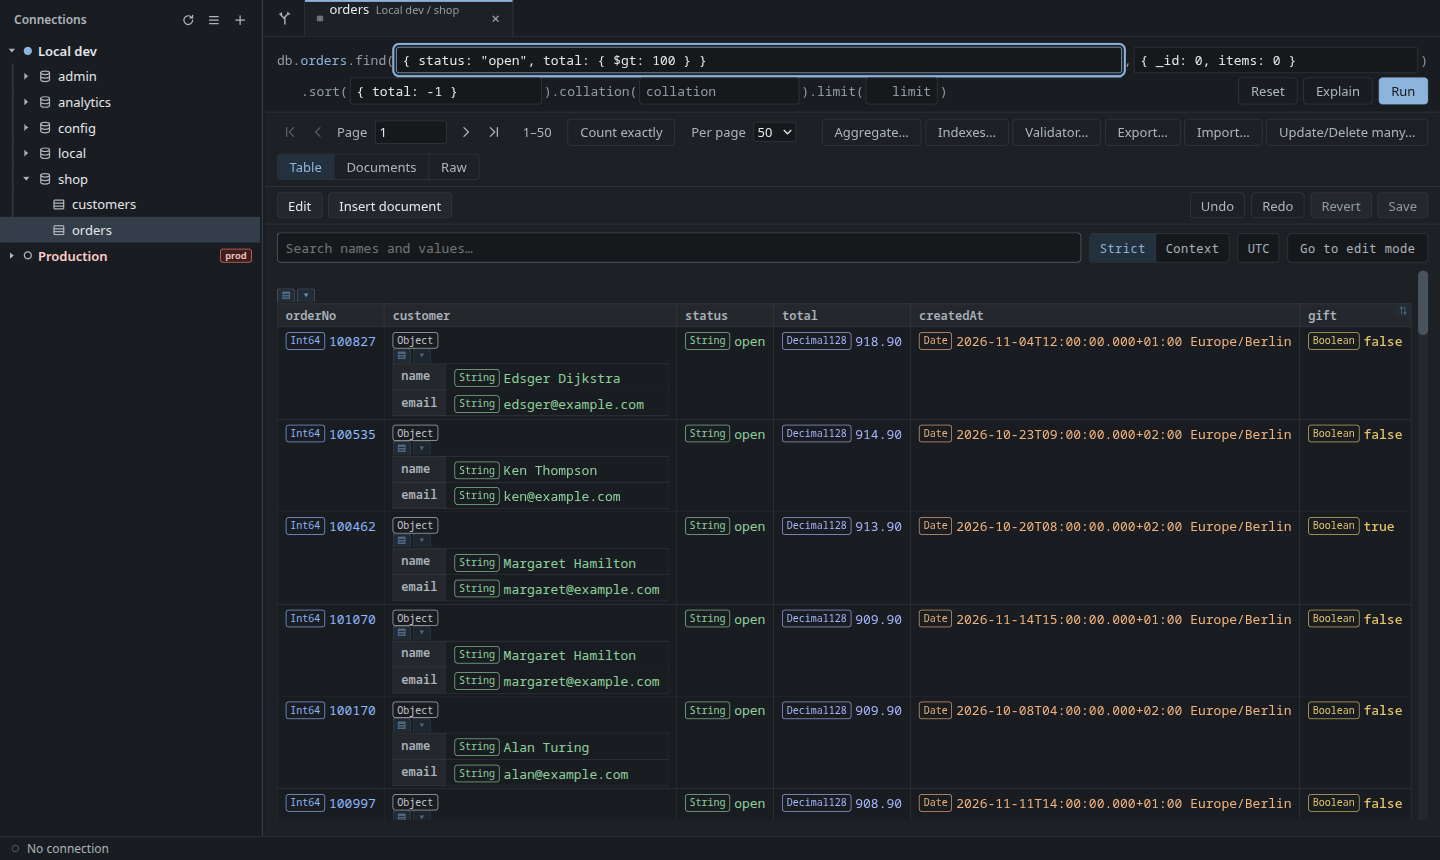 Connections
Local dev
admin
analytics
config
local
shop
customers
orders
Production prod
orders Local dev / shop ×
db.orders.find( { status: "open", total: { $gt: 100 } } , { _id: 0, items: 0 } )
.sort( { total: -1 } ).collation( collation ).limit( limit ) Reset Explain Run
Page 1 1–50 Count exactly Per page 50 Aggregate… Indexes… Validator… Export… Import… Update/Delete many…
Table Documents Raw
Edit Insert document Undo Redo Revert Save
Search names and values… Strict Context UTC Go to edit mode
orderNo customer status total createdAt gift
Int64 100827 Object String open Decimal128 918.90 Date 2026-11-04T12:00:00.000+01:00 Europe/Berlin Boolean false
name String Edsger Dijkstra
email String edsger@example.com
Int64 100535 Object String open Decimal128 914.90 Date 2026-10-23T09:00:00.000+02:00 Europe/Berlin Boolean false
name String Ken Thompson
email String ken@example.com
Int64 100462 Object String open Decimal128 913.90 Date 2026-10-20T08:00:00.000+02:00 Europe/Berlin Boolean true
name String Margaret Hamilton
email String margaret@example.com
Int64 101070 Object String open Decimal128 909.90 Date 2026-11-14T15:00:00.000+01:00 Europe/Berlin Boolean false
name String Margaret Hamilton
email String margaret@example.com
Int64 100170 Object String open Decimal128 909.90 Date 2026-10-08T04:00:00.000+02:00 Europe/Berlin Boolean false
name String Alan Turing
email String alan@example.com
Int64 100997 Object String open Decimal128 908.90 Date 2026-11-11T14:00:00.000+01:00 Europe/Berlin Boolean false
No connection